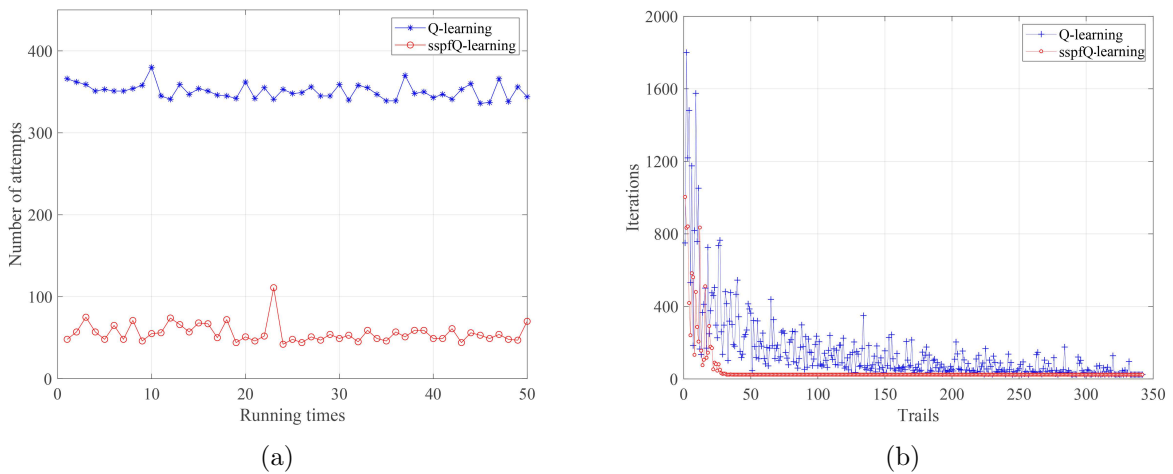 400
300
200
100
0
0
10
20
30
40
50
Number of attempts
Running times
Q-learning
sspfQ-learning
(a)
2000
1600
1200
800
400
0
0
50
100
150
200
250
300
350
Iterations
Trails
Q-learning
sspfQ-learning
(b)